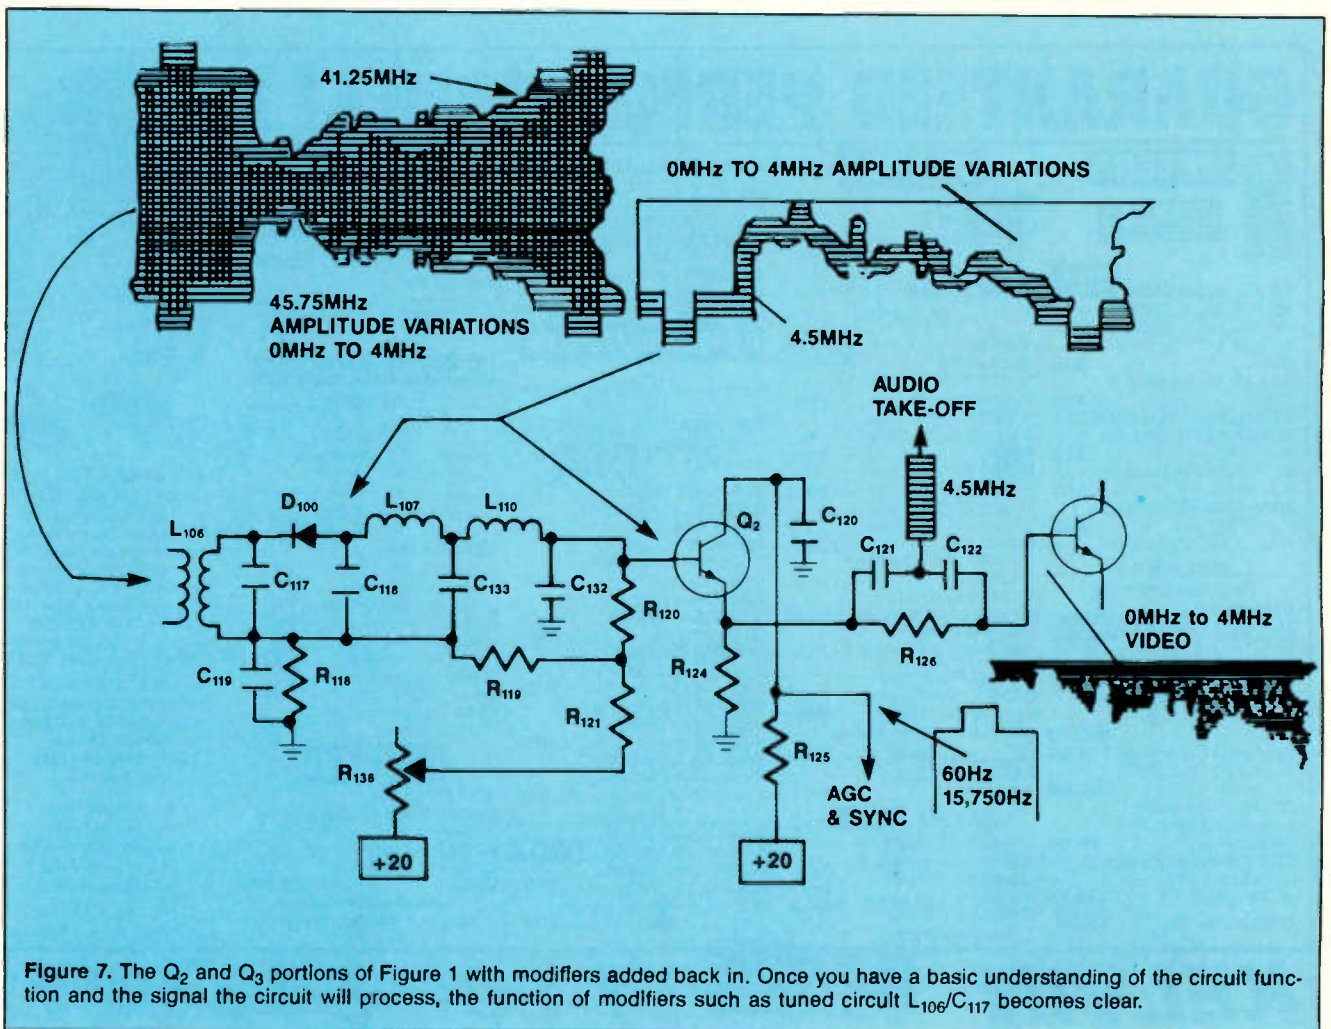 41.25MHz
0MHz TO 4MHz AMPLITUDE VARIATIONS
45.75MHz
AMPLITUDE VARIATIONS
0MHz TO 4MHz
4.5MHz
AUDIO
TAKE-OFF
4.5MHz
L106
D100
L107
L110
Q2
C120
C121
C122
C117
C118
C133
C132
R120
R126
0MHz to 4MHz
VIDEO
C119
R118
R119
R124
R121
R125
R136
AGC
& SYNC
60Hz
15,750Hz
+20
+20
Figure 7. The Q2 and Q3 portions of Figure 1 with modifiers added back in. Once you have a basic understanding of the circuit func-
tion and the signal the circuit will process, the function of modifiers such as tuned circuit L106/C117 becomes clear.